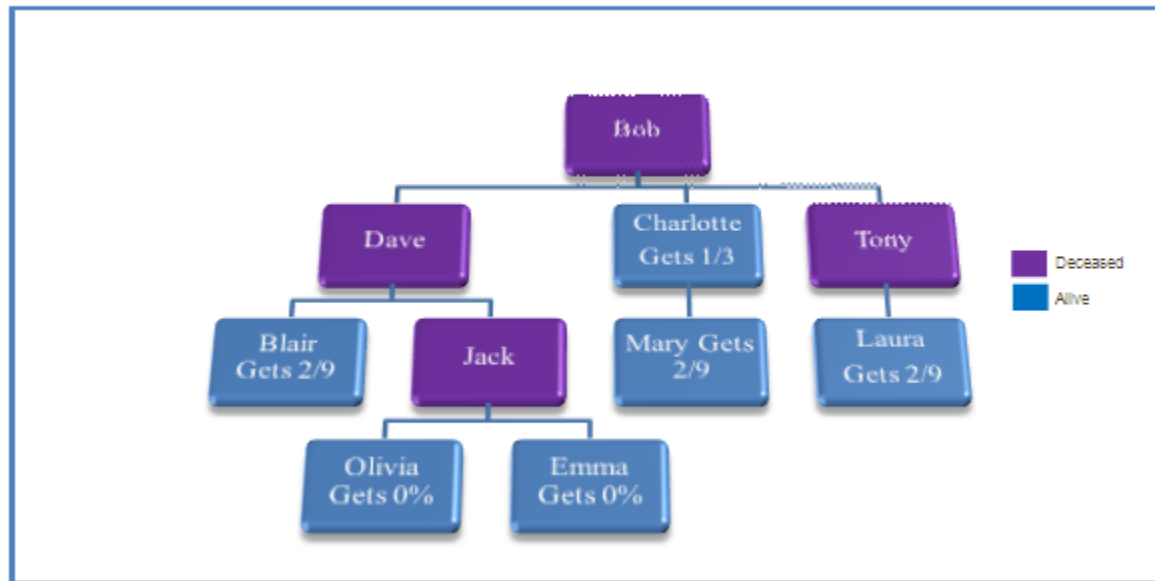 Bob
Dave
Charlotte
Gets 1/3
Tony
Deceased
Alive
Blair
Gets 2/9
Jack
Mary Gets
2/9
Laura
Gets 2/9
Olivia
Gets 0%
Emma
Gets 0%